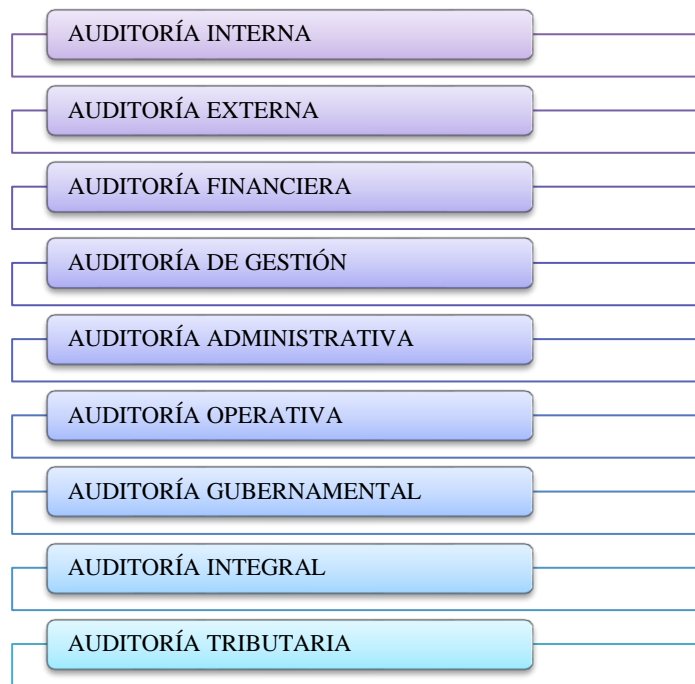 AUDITORÍA INTERNA
AUDITORÍA EXTERNA
AUDITORÍA FINANCIERA
AUDITORÍA DE GESTIÓN
AUDITORÍA ADMINISTRATIVA
AUDITORÍA OPERATIVA
AUDITORÍA GUBERNAMENTAL
AUDITORÍA INTEGRAL
AUDITORÍA TRIBUTARIA